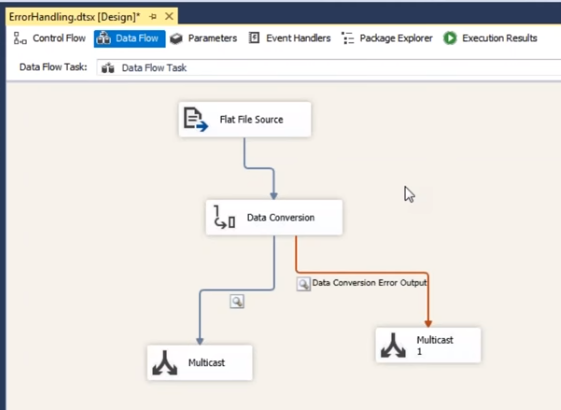 ErrorHandling.dtsx [Design]*
Control Flow Data Flow Parameters Event Handlers Package Explorer Execution Results
Data Flow Task: Data Flow Task
Flat File Source
Data Conversion
Data Conversion Error Output
Multicast
1
Multicast